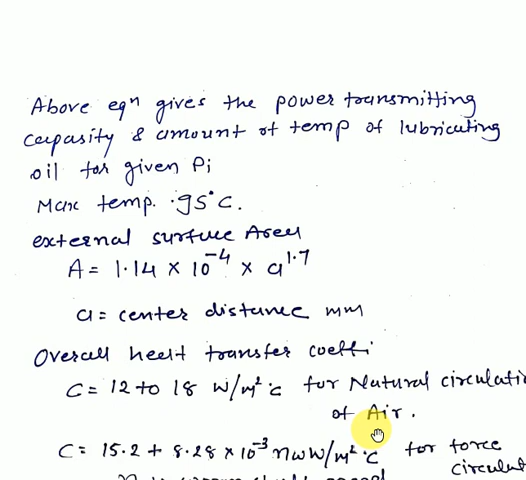 Above eqn gives the power transmitting
capasity & amount of temp of lubricating
oil for given Pi
Max temp. 95°C.
external surface Area
A = 1.14 × 10^-4 × a^1.7
a = center distance mm
Overall heat transfer coeffi
C = 12 to 18 W/m²°C for Natural circulati
of Air.
C = 15.2 + 8.28 × 10^-3 nw W/m²°C for force
circulat